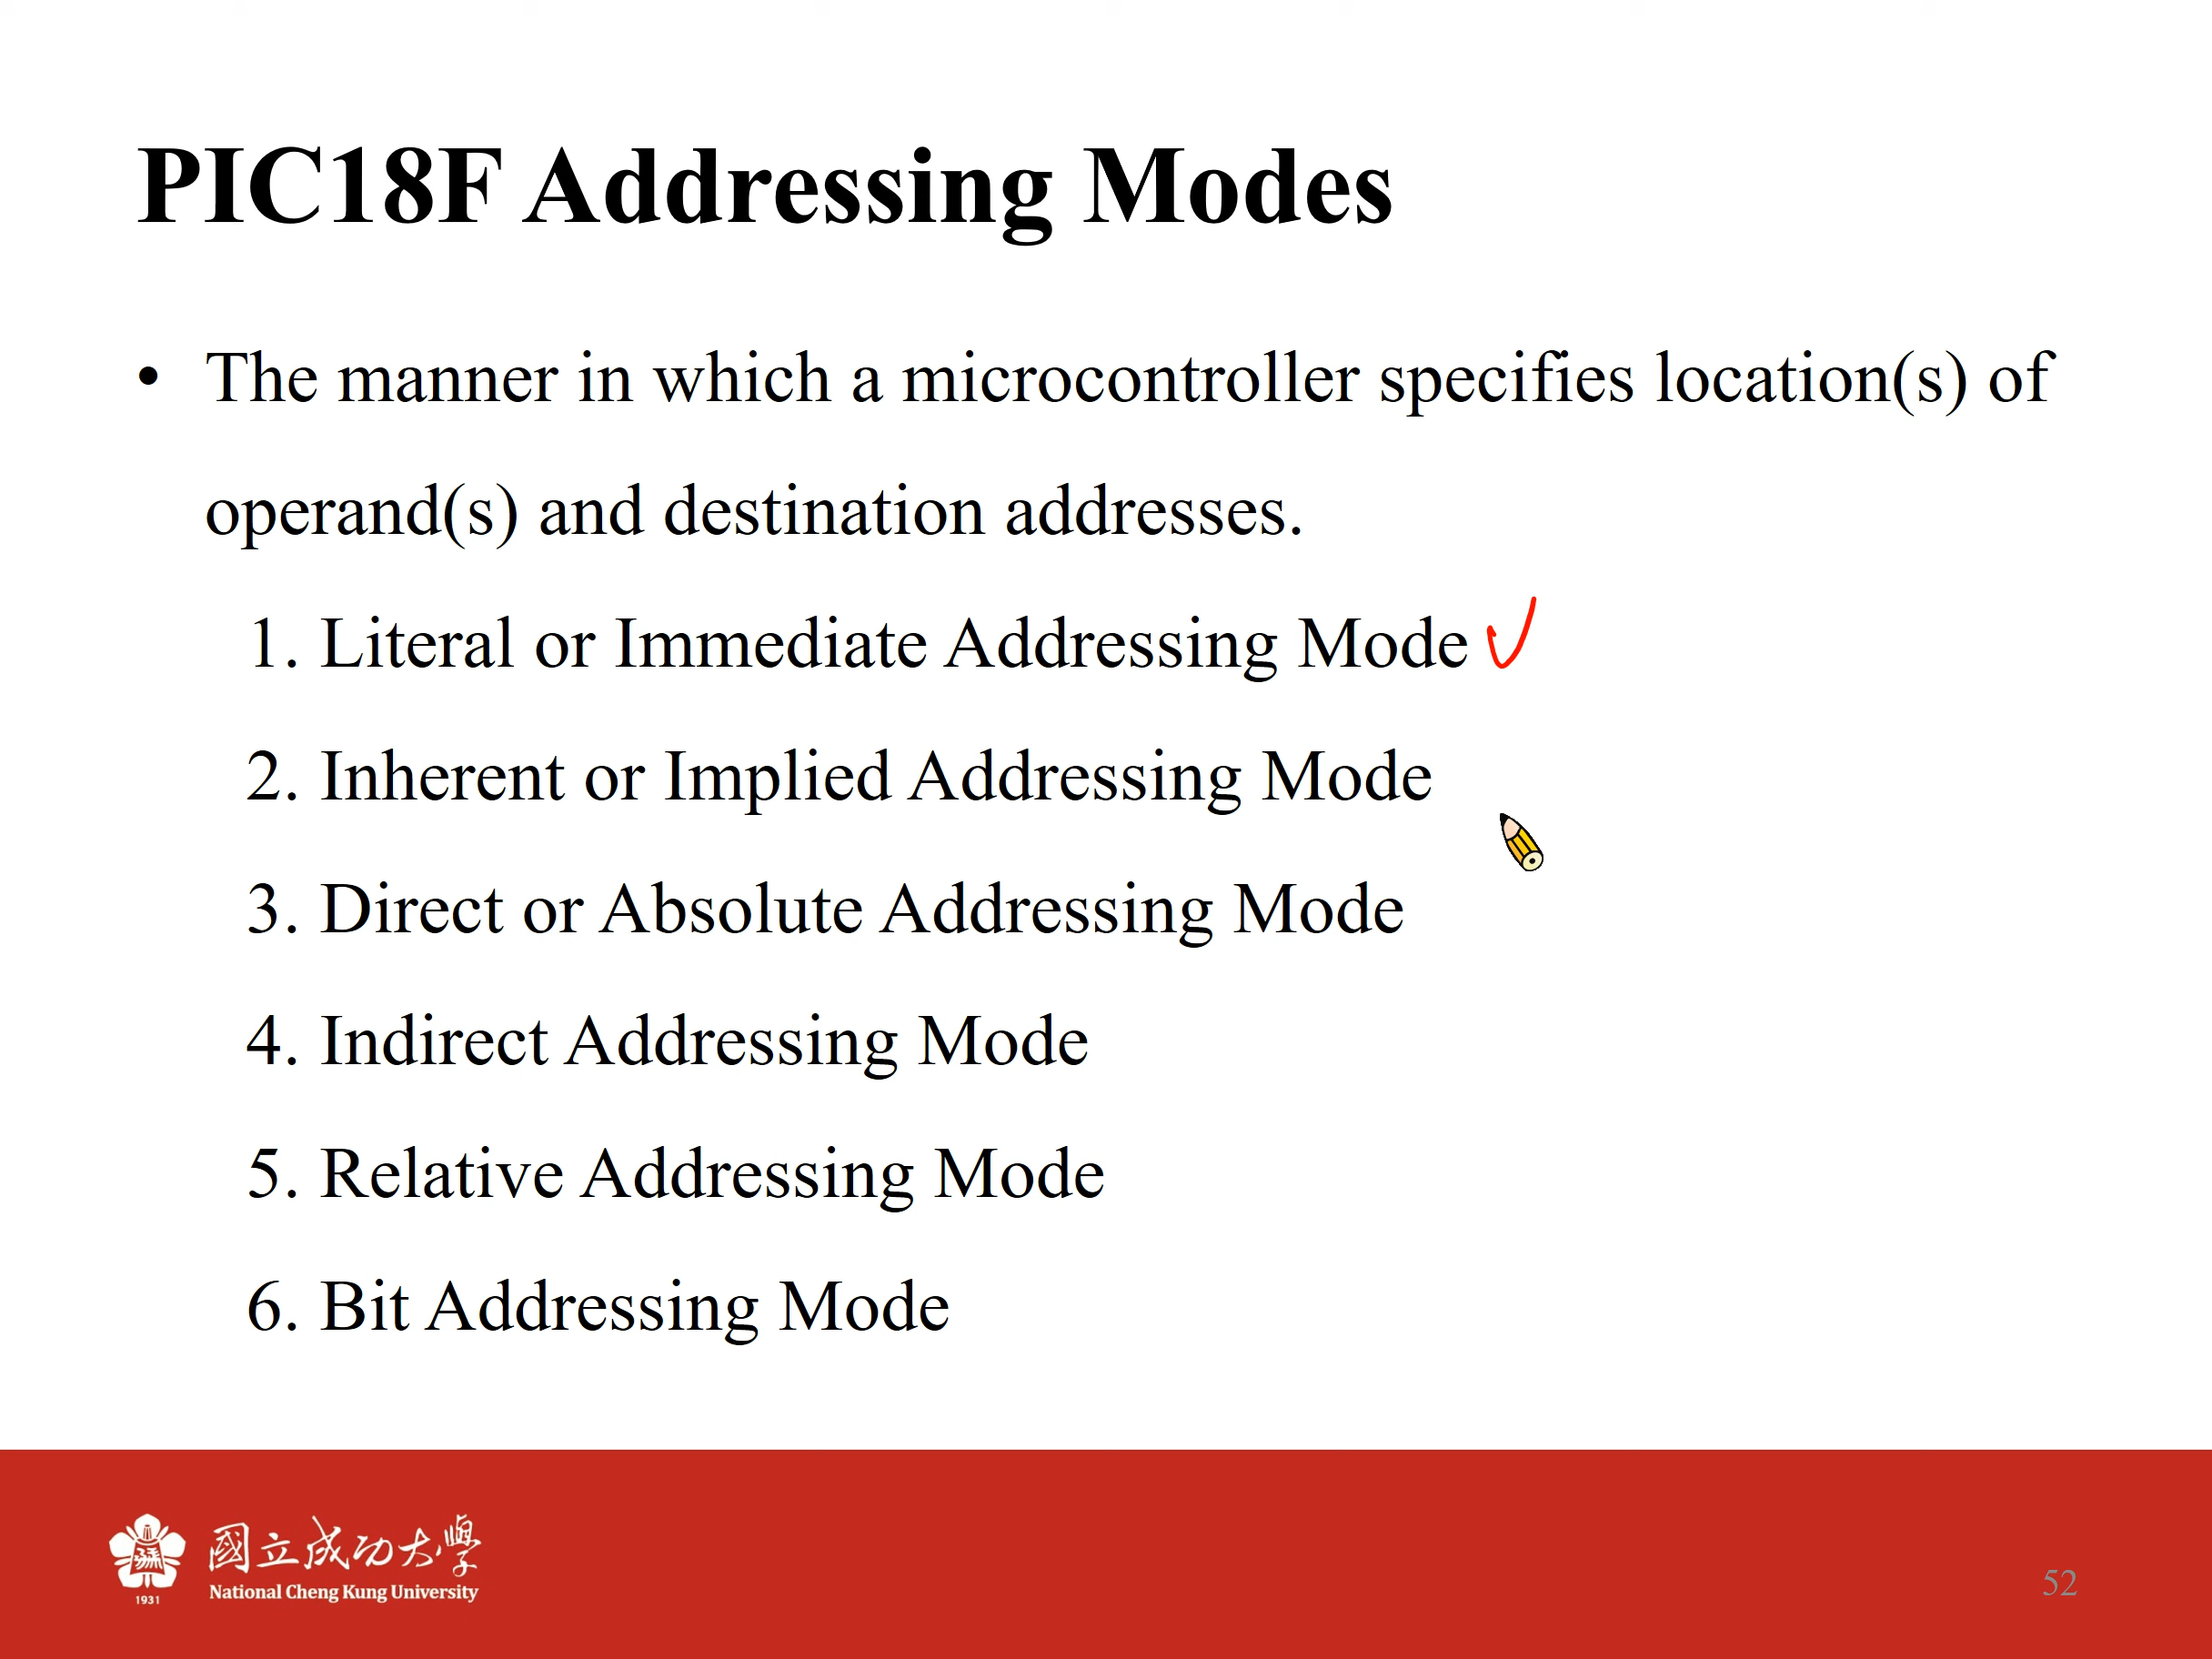 PIC18F Addressing Modes
• The manner in which a microcontroller specifies location(s) of
operand(s) and destination addresses.
1. Literal or Immediate Addressing Mode
2. Inherent or Implied Addressing Mode
3. Direct or Absolute Addressing Mode
4. Indirect Addressing Mode
5. Relative Addressing Mode
6. Bit Addressing Mode
國立成功大學
National Cheng Kung University
1931
52